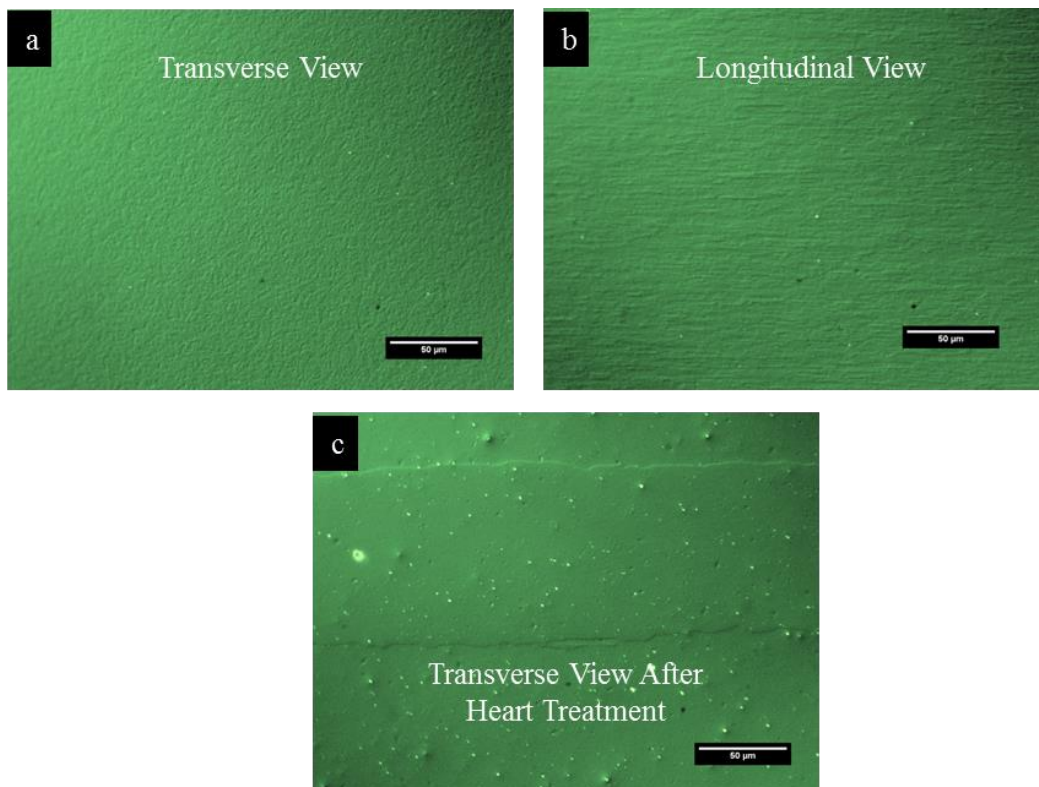 a
Transverse View
50 µm
b
Longitudinal View
50 µm
c
Transverse View After
Heart Treatment
50 µm